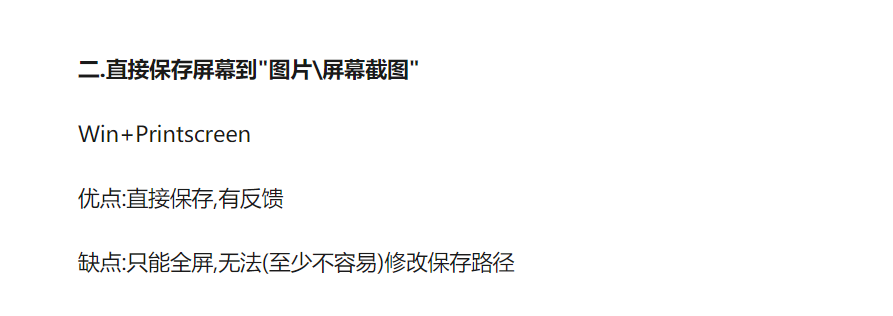 二.直接保存屏幕到"图片\屏幕截图"
Win+Printscreen
优点:直接保存,有反馈
缺点:只能全屏,无法(至少不容易)修改保存路径